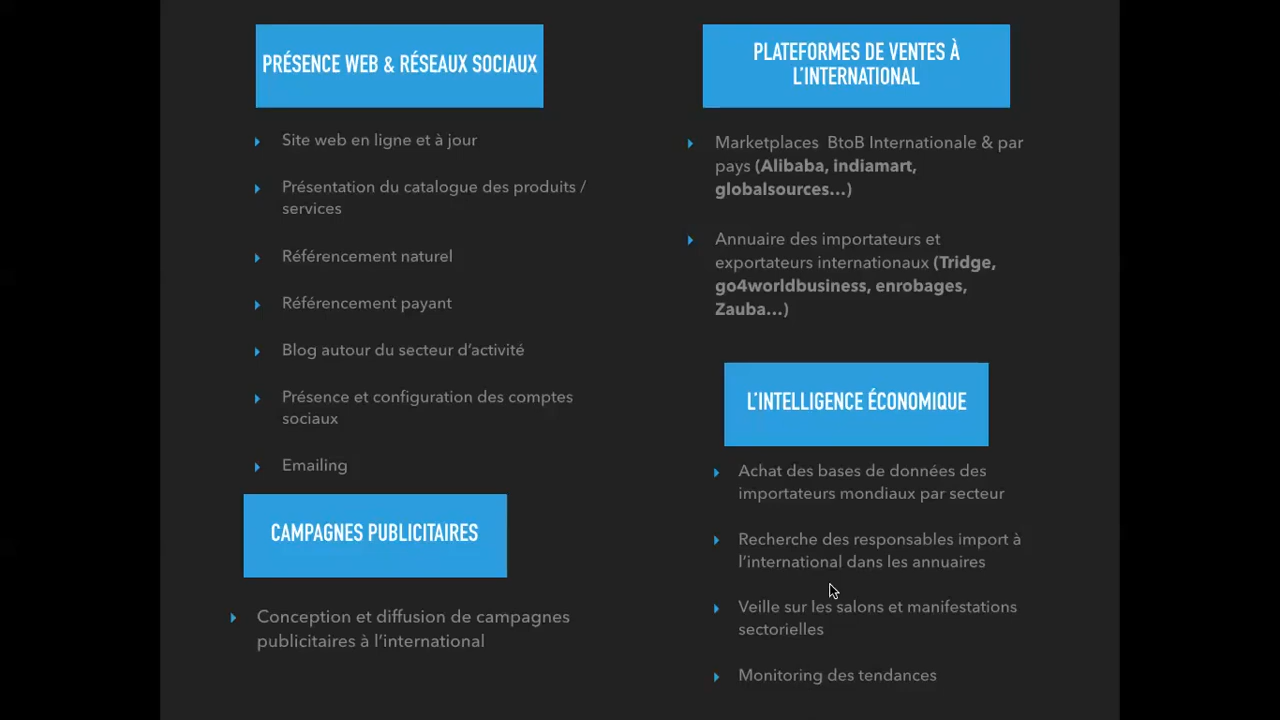 PRÉSENCE WEB & RÉSEAUX SOCIAUX
Site web en ligne et à jour
Présentation du catalogue des produits /
services
Référencement naturel
Référencement payant
Blog autour du secteur d’activité
Présence et configuration des comptes
sociaux
Emailing
CAMPAGNES PUBLICITAIRES
Conception et diffusion de campagnes
publicitaires à l’international
PLATEFORMES DE VENTES À
L’INTERNATIONAL
Marketplaces BtoB Internationale & par
pays (Alibaba, indiamart,
globalsources…)
Annuaire des importateurs et
exportateurs internationaux (Tridge,
go4worldbusiness, enrobages,
Zauba…)
L’INTELLIGENCE ÉCONOMIQUE
Achat des bases de données des
importateurs mondiaux par secteur
Recherche des responsables import à
l’international dans les annuaires
Veille sur les salons et manifestations
sectorielles
Monitoring des tendances